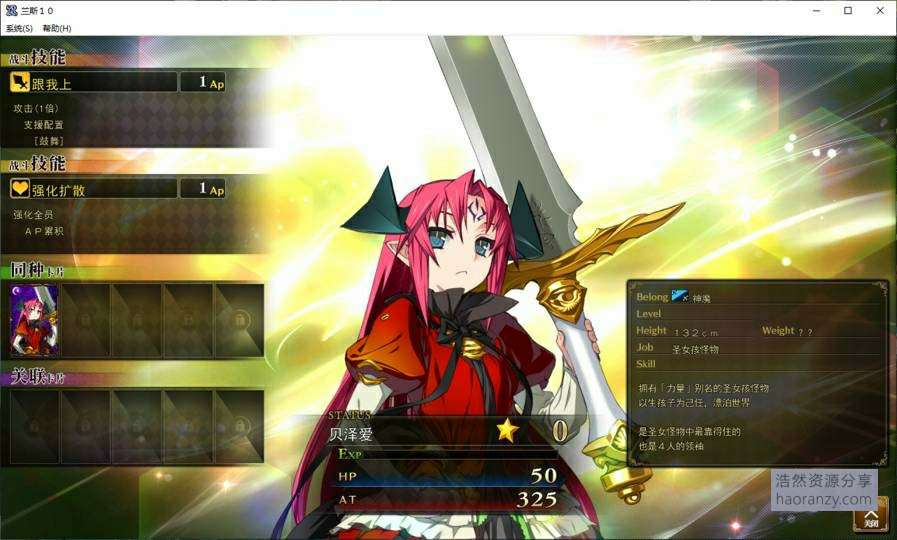 兰斯１０
系统(S) 帮助(H)
战斗技能
跟我上 1 Ap
攻击(1倍)
支援配置
[鼓舞]
战斗技能
强化扩散 1 Ap
强化全员
ＡＰ累积
同种卡片
关联卡片
STATUS
贝泽爱 0
EXP
HP 50
AT 325
Belong 神魔
Level
Height １３２ｃｍ Weight ？？
Job 圣女孩怪物
Skill
拥有「力量」别名的圣女孩怪物
以生孩子为己任，漂泊世界
是圣女怪物中最靠得住的
也是４人的领袖
浩然资源分享
haoranzy.com
关闭